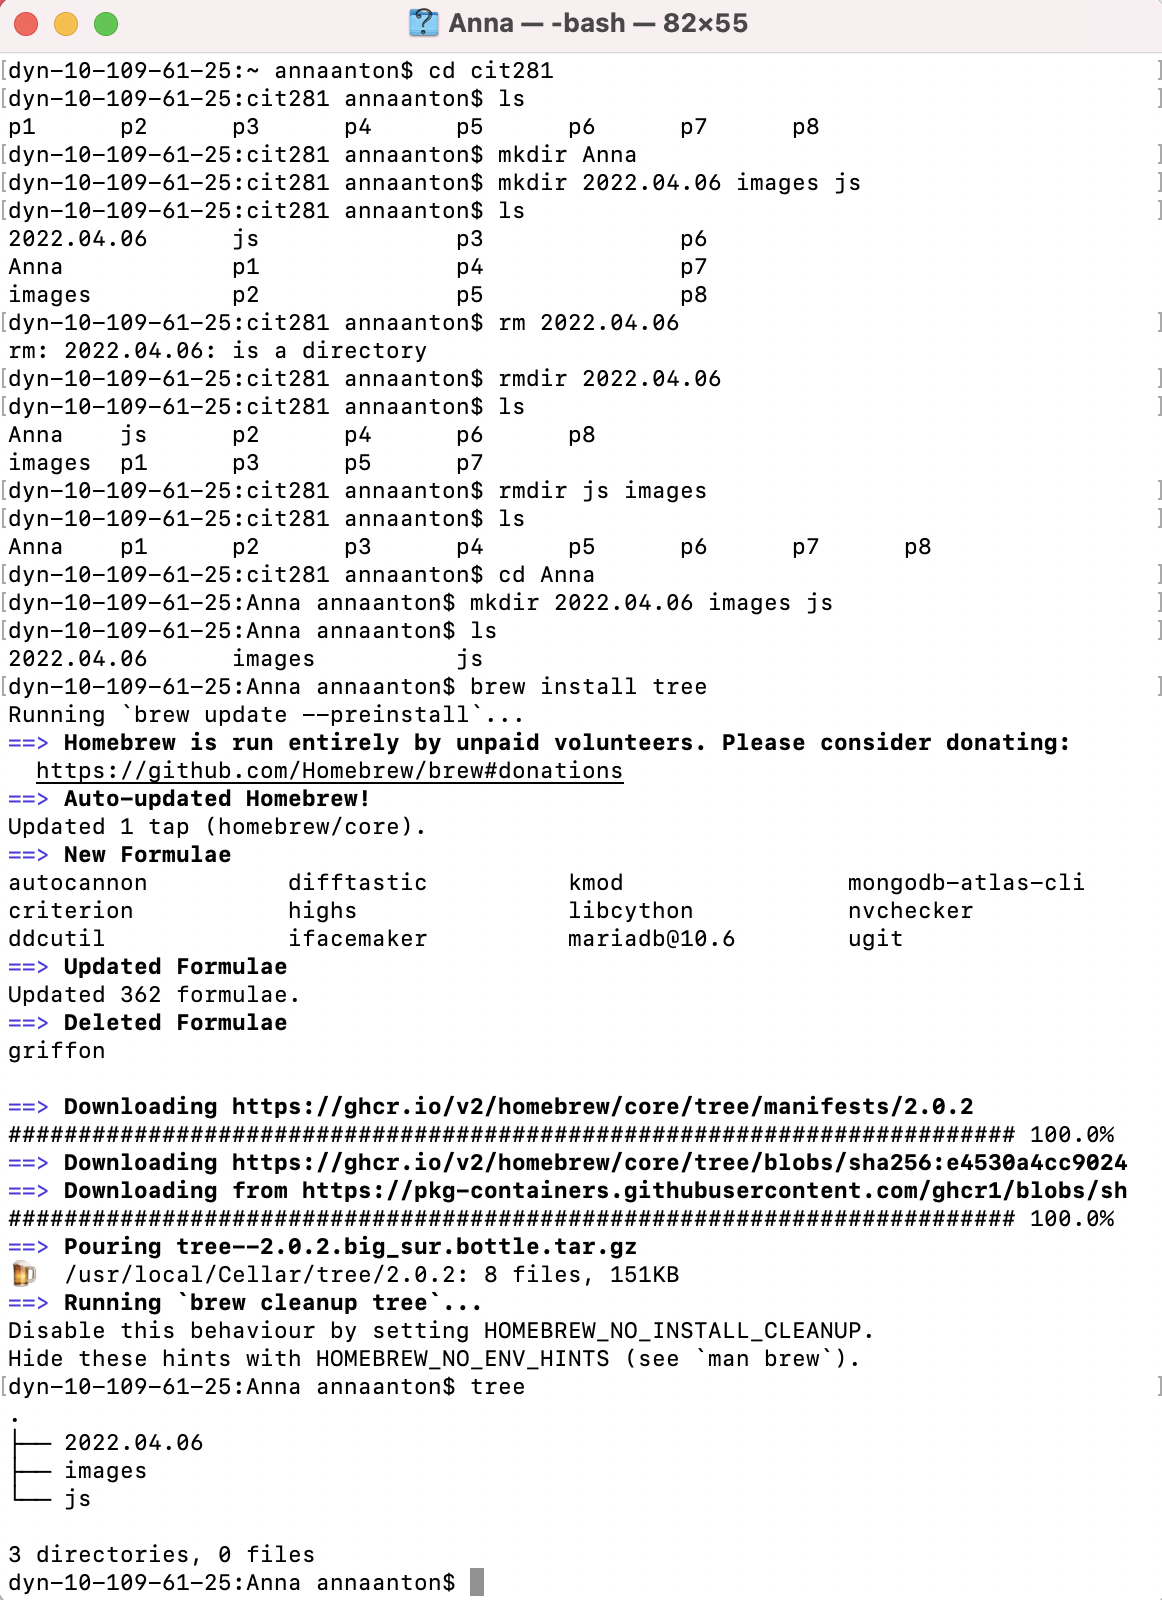 Anna — -bash — 82×55
[dyn-10-109-61-25:~ annaanton$ cd cit281 ]
[dyn-10-109-61-25:cit281 annaanton$ ls ]
p1 p2 p3 p4 p5 p6 p7 p8
[dyn-10-109-61-25:cit281 annaanton$ mkdir Anna ]
[dyn-10-109-61-25:cit281 annaanton$ mkdir 2022.04.06 images js ]
[dyn-10-109-61-25:cit281 annaanton$ ls ]
2022.04.06 js p3 p6
Anna p1 p4 p7
images p2 p5 p8
[dyn-10-109-61-25:cit281 annaanton$ rm 2022.04.06 ]
rm: 2022.04.06: is a directory
[dyn-10-109-61-25:cit281 annaanton$ rmdir 2022.04.06 ]
[dyn-10-109-61-25:cit281 annaanton$ ls ]
Anna js p2 p4 p6 p8
images p1 p3 p5 p7
[dyn-10-109-61-25:cit281 annaanton$ rmdir js images ]
[dyn-10-109-61-25:cit281 annaanton$ ls ]
Anna p1 p2 p3 p4 p5 p6 p7 p8
[dyn-10-109-61-25:cit281 annaanton$ cd Anna ]
[dyn-10-109-61-25:Anna annaanton$ mkdir 2022.04.06 images js ]
[dyn-10-109-61-25:Anna annaanton$ ls ]
2022.04.06 images js
[dyn-10-109-61-25:Anna annaanton$ brew install tree ]
Running `brew update --preinstall`...
==> Homebrew is run entirely by unpaid volunteers. Please consider donating:
https://github.com/Homebrew/brew#donations
==> Auto-updated Homebrew!
Updated 1 tap (homebrew/core).
==> New Formulae
autocannon difftastic kmod mongodb-atlas-cli
criterion highs libcython nvchecker
ddcutil ifacemaker mariadb@10.6 ugit
==> Updated Formulae
Updated 362 formulae.
==> Deleted Formulae
griffon
==> Downloading https://ghcr.io/v2/homebrew/core/tree/manifests/2.0.2
######################################################################## 100.0%
==> Downloading https://ghcr.io/v2/homebrew/core/tree/blobs/sha256:e4530a4cc9024
==> Downloading from https://pkg-containers.githubusercontent.com/ghcr1/blobs/sh
######################################################################## 100.0%
==> Pouring tree--2.0.2.big_sur.bottle.tar.gz
🍺 /usr/local/Cellar/tree/2.0.2: 8 files, 151KB
==> Running `brew cleanup tree`...
Disable this behaviour by setting HOMEBREW_NO_INSTALL_CLEANUP.
Hide these hints with HOMEBREW_NO_ENV_HINTS (see `man brew`).
[dyn-10-109-61-25:Anna annaanton$ tree ]
.
├── 2022.04.06
├── images
└── js
3 directories, 0 files
dyn-10-109-61-25:Anna annaanton$